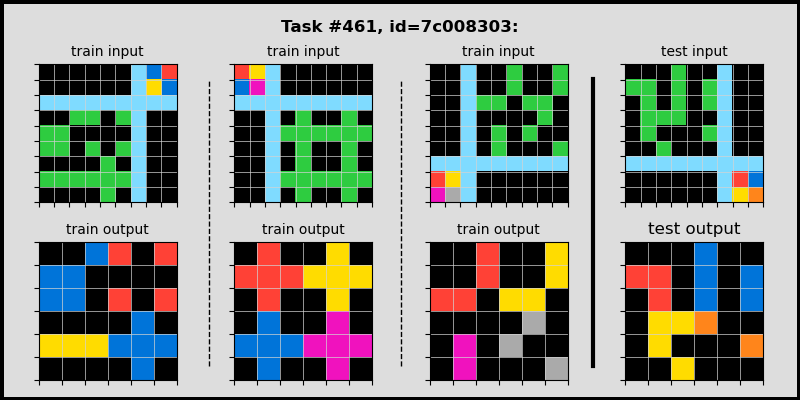 Task #461, id=7c008303:
train input train input train input test input
train output train output train output test output